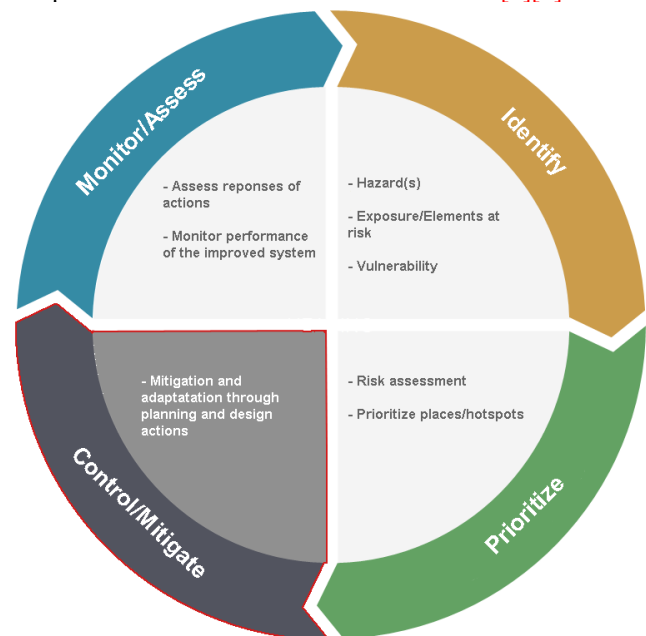 Monitor/Assess
Identify
- Assess reponses of
actions
- Monitor performance
of the improved system
- Hazard(s)
- Exposure/Elements at
risk
- Vulnerability
- Mitigation and
adaptatation through
planning and design
actions
- Risk assessment
- Prioritize places/hotspots
Control/Mitigate
Prioritize